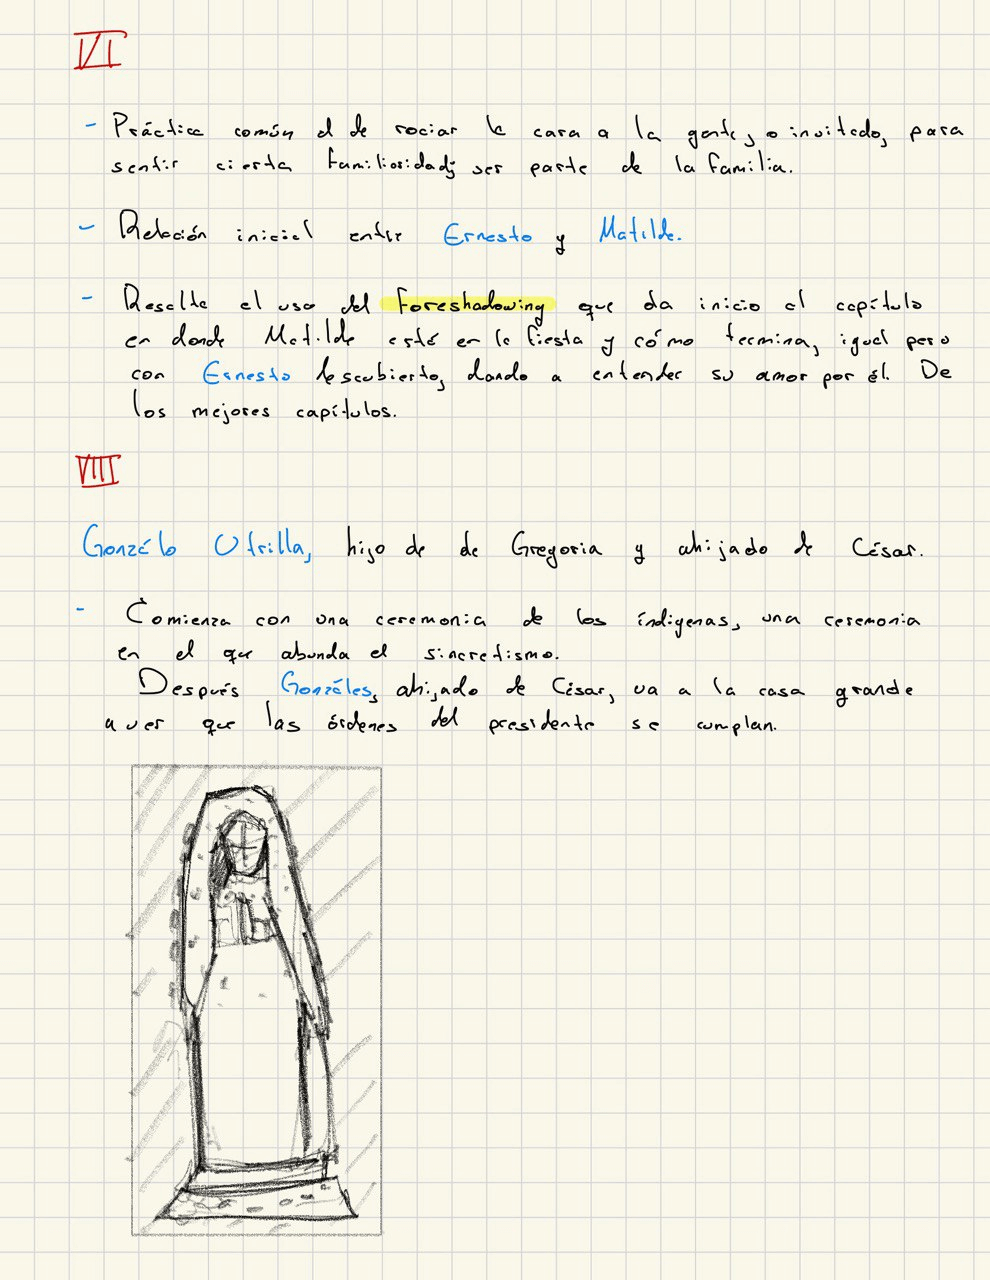 VI
- Práctica común el de rociar la cara a la gente, o invitado, para
sentir cierta familiaridad; ser parte de la familia.
- Relación inicial entre Ernesto y Matilde.
- Resalta el uso del foreshadowing que da inicio al capítulo
en donde Matilde está en la fiesta y cómo termina, igual pero
con Ernesto descubierto, dando a entender su amor por él. De
los mejores capítulos.
VIII
Gonzálo Utrilla, hijo de de Gregoria y ahijado de César.
- Comienza con una ceremonia de los índigenas, una ceremonia
en el que abunda el sincretismo.
Después Gonzáles, ahijado de César, va a la casa grande
a ver que las órdenes del presidente se cumplan.